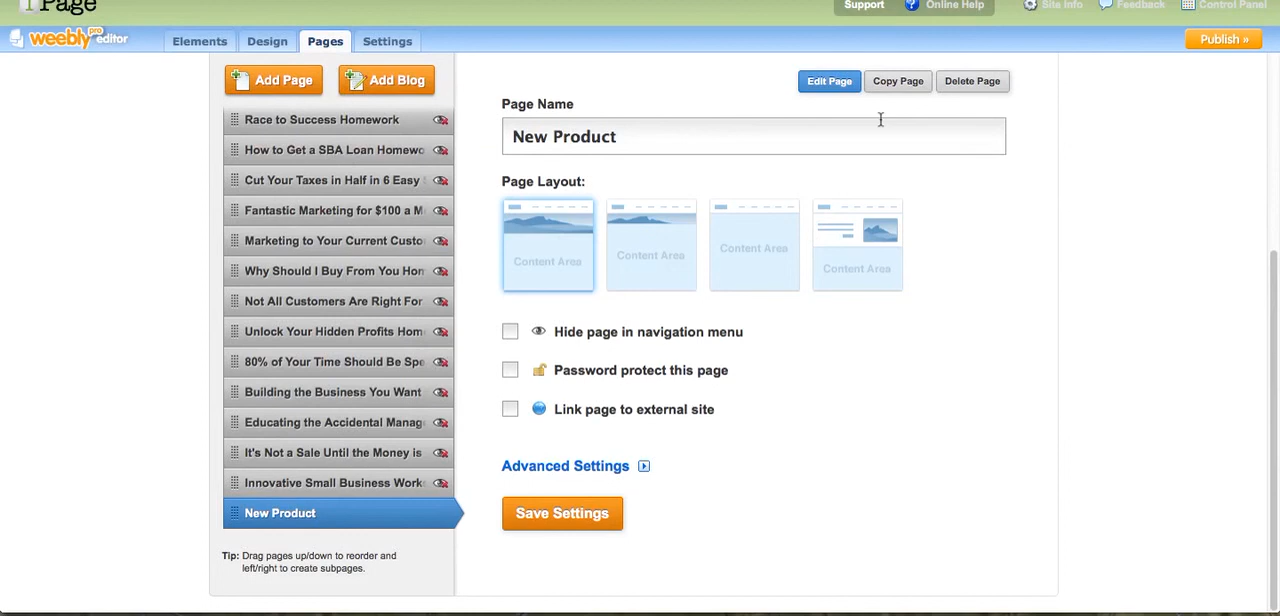 Page
Support
Online Help
Site Info
Feedback
Control Panel
weebly pro editor
Elements
Design
Pages
Settings
Publish »
Add Page
Add Blog
Edit Page
Copy Page
Delete Page
Race to Success Homework
How to Get a SBA Loan Homewo
Cut Your Taxes in Half in 6 Easy
Fantastic Marketing for $100 a M
Marketing to Your Current Custo
Why Should I Buy From You Hon
Not All Customers Are Right For
Unlock Your Hidden Profits Hom
80% of Your Time Should Be Spe
Building the Business You Want
Educating the Accidental Manag
It's Not a Sale Until the Money is
Innovative Small Business Work
New Product
Tip: Drag pages up/down to reorder and
left/right to create subpages.
Page Name
New Product
Page Layout:
Content Area
Content Area
Content Area
Content Area
Hide page in navigation menu
Password protect this page
Link page to external site
Advanced Settings
Save Settings